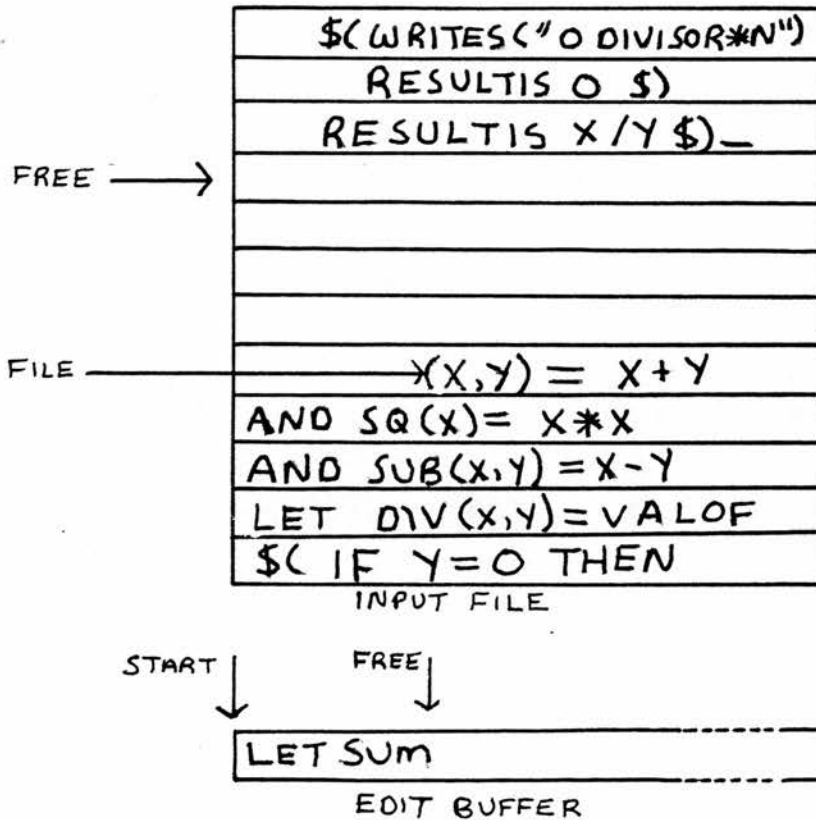 $( WRITES("O DIVISOR*N")
RESULTIS O $)
RESULTIS X/Y $)_
FREE
FILE
(X,Y) = X+Y
AND SQ(X)= X*X
AND SUB(X,Y)=X-Y
LET DIV(X,Y)=VALOF
$( IF Y=O THEN
INPUT FILE
START FREE
LET SUM
EDIT BUFFER